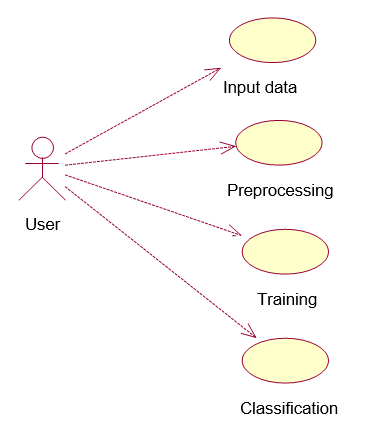 Input data
Preprocessing
User
Training
Classification